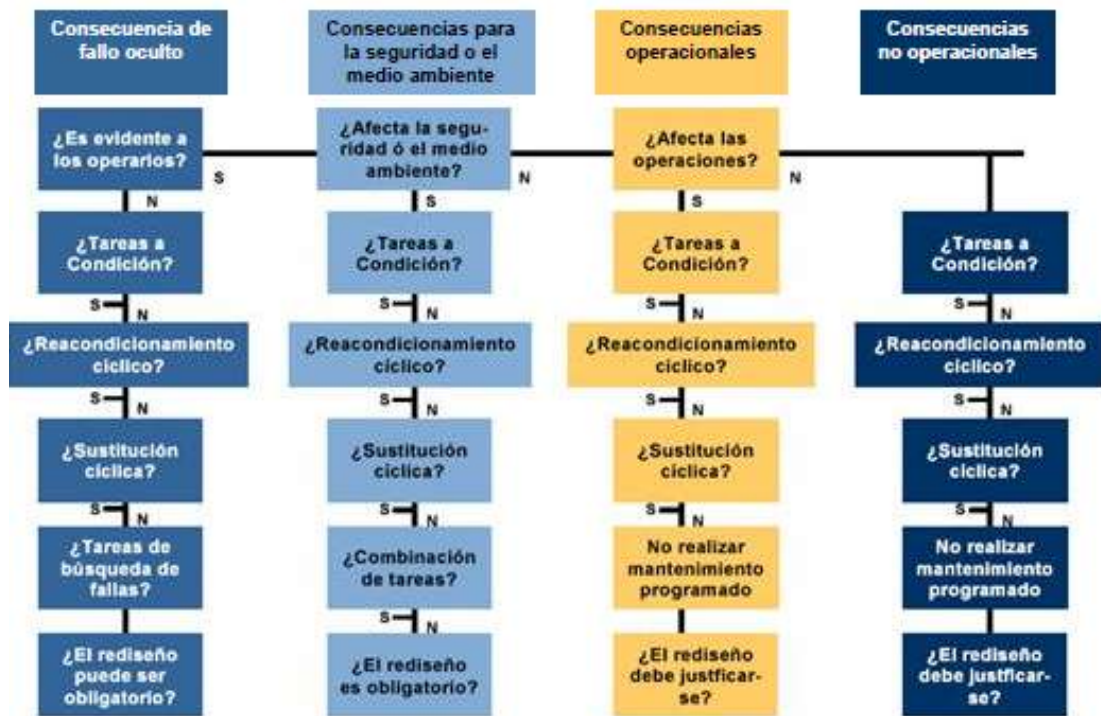 Consecuencia de
fallo oculto
Consecuencias para
la seguridad o el
medio ambiente
Consecuencias
operacionales
Consecuencias
no operacionales
¿Es evidente a
los operarios?
S
N
¿Afecta la segu-
ridad ó el medio
ambiente?
N
S
¿Afecta las
operaciones?
N
S
¿Tareas a
Condición?
S
N
¿Tareas a
Condición?
S
N
¿Tareas a
Condición?
S
N
¿Tareas a
Condición?
S
N
¿Reacondicionamiento
cíclico?
S
N
¿Reacondicionamiento
cíclico?
S
N
¿Reacondicionamiento
cíclico?
S
N
¿Reacondicionamiento
cíclico?
S
N
¿Sustitución
cíclica?
S
N
¿Sustitución
cíclica?
S
N
¿Sustitución
cíclica?
S
N
¿Sustitución
cíclica?
S
N
¿Tareas de
búsqueda de
fallas?
¿Combinación
de tareas?
S
N
No realizar
mantenimiento
programado
No realizar
mantenimiento
programado
¿El rediseño
puede ser
obligatorio?
¿El rediseño
es obligatorio?
¿El rediseño
debe justficar-
se?
¿El rediseño
debe justficar-
se?